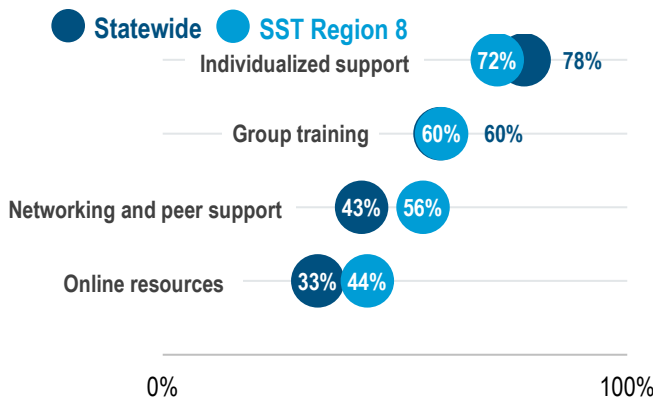 Statewide SST Region 8
Individualized support 72% 78%
Group training 60% 60%
Networking and peer support 43% 56%
Online resources 33% 44%
0% 100%